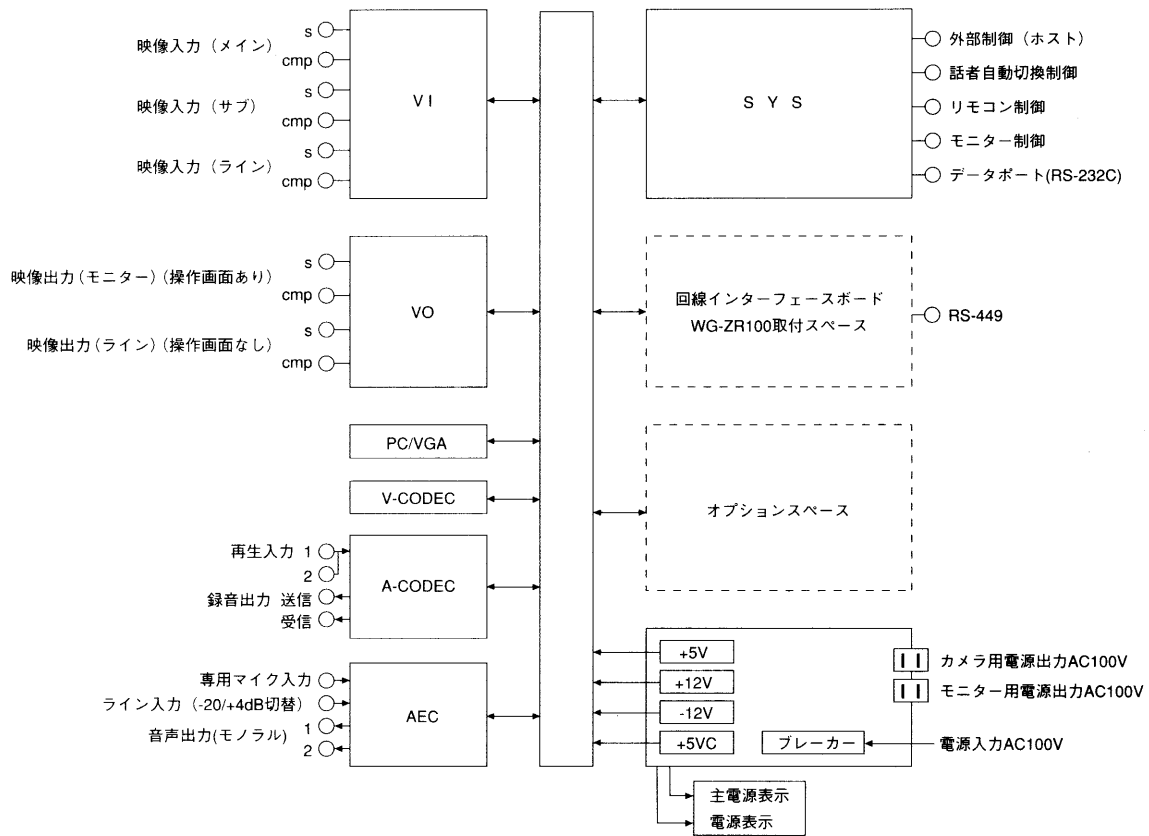 映像入力（メイン）
s
cmp
映像入力（サブ）
s
cmp
映像入力（ライン）
s
cmp
VI
映像出力(モニター)(操作画面あり)
s
cmp
映像出力(ライン)(操作画面なし)
s
cmp
VO
PC/VGA
V-CODEC
再生入力 1
2
録音出力 送信
受信
A-CODEC
専用マイク入力
ライン入力（-20/+4dB切替）
音声出力(モノラル)
1
2
AEC
SYS
外部制御（ホスト）
話者自動切換制御
リモコン制御
モニター制御
データポート(RS-232C)
回線インターフェースボード
WG-ZR100取付スペース
RS-449
オプションスペース
+5V
+12V
-12V
+5VC
ブレーカー
カメラ用電源出力AC100V
モニター用電源出力AC100V
電源入力AC100V
主電源表示
電源表示